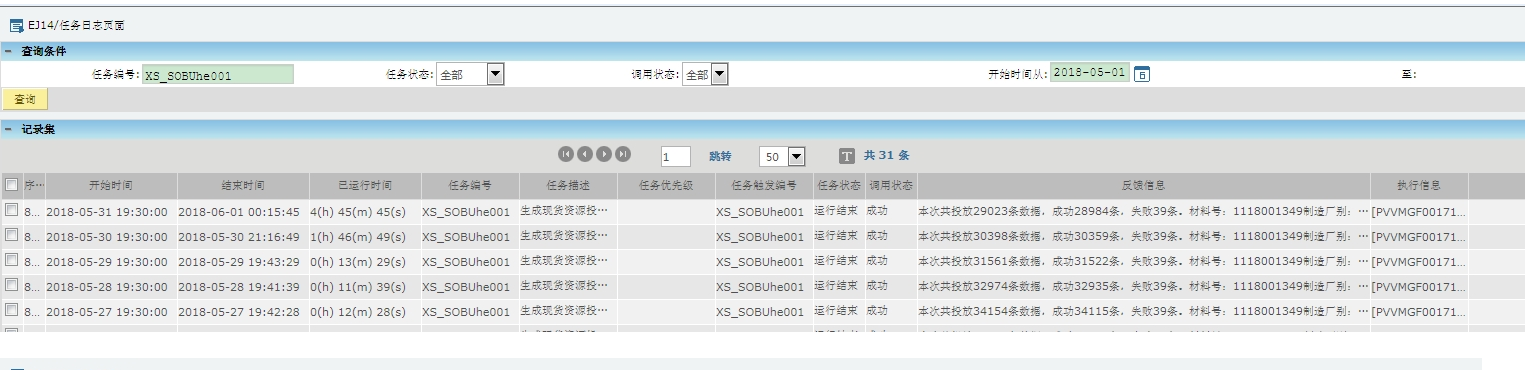 EJ14/任务日志页面
查询条件
任务编号: XS_SOBUhe001 任务状态: 全部 调用状态: 全部 开始时间从: 2018-05-01 6 至:
查询
记录集
1 跳转 50 T 共 31 条
序… 开始时间 结束时间 已运行时间 任务编号 任务描述 任务优先级 任务触发编号 任务状态 调用状态 反馈信息 执行信息
8... 2018-05-31 19:30:00 2018-06-01 00:15:45 4(h) 45(m) 45(s) XS_SOBUhe001 生成现货资源投… XS_SOBUhe001 运行结束 成功 本次共投放29023条数据，成功28984条，失败39条。材料号：1118001349制造厂别：… [PVVMGF00171...
8... 2018-05-30 19:30:00 2018-05-30 21:16:49 1(h) 46(m) 49(s) XS_SOBUhe001 生成现货资源投… XS_SOBUhe001 运行结束 成功 本次共投放30398条数据，成功30359条，失败39条。材料号：1118001349制造厂别：… [PVVMGF00171...
8... 2018-05-29 19:30:00 2018-05-29 19:43:29 0(h) 13(m) 29(s) XS_SOBUhe001 生成现货资源投… XS_SOBUhe001 运行结束 成功 本次共投放31561条数据，成功31522条，失败39条。材料号：1118001349制造厂别：… [PVVMGF00171...
8... 2018-05-28 19:30:00 2018-05-28 19:41:39 0(h) 11(m) 39(s) XS_SOBUhe001 生成现货资源投… XS_SOBUhe001 运行结束 成功 本次共投放32974条数据，成功32935条，失败39条。材料号：1118001349制造厂别：… [PVVMGF00171...
8... 2018-05-27 19:30:00 2018-05-27 19:42:28 0(h) 12(m) 28(s) XS_SOBUhe001 生成现货资源投… XS_SOBUhe001 运行结束 成功 本次共投放34154条数据，成功34115条，失败39条。材料号：1118001349制造厂别：… [PVVMGF00171...